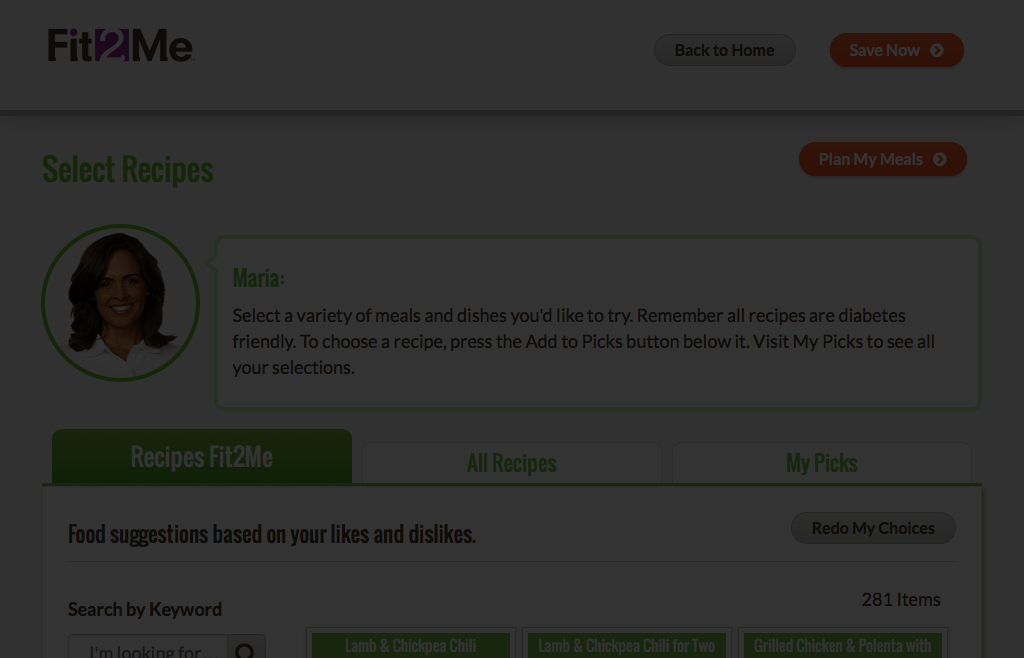 Fit2Me
Back to Home
Save Now
Select Recipes
Plan My Meals
Maria:
Select a variety of meals and dishes you'd like to try. Remember all recipes are diabetes
friendly. To choose a recipe, press the Add to Picks button below it. Visit My Picks to see all
your selections.
Recipes Fit2Me
All Recipes
My Picks
Food suggestions based on your likes and dislikes.
Redo My Choices
281 Items
Search by Keyword
I'm looking for
Lamb & Chickpea Chili
Lamb & Chickpea Chili for Two
Grilled Chicken & Polenta with